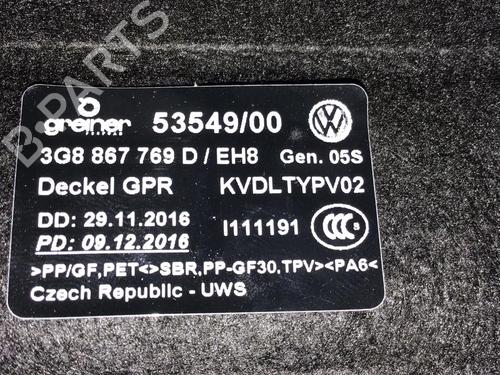 B-PARTS
greiner 53549/00
3G8 867 769 D / EH8 Gen. 05S
Deckel GPR KVDLTYPV02
DD: 29.11.2016 I111191
PD: 09.12.2016
>PP/GF,PET<>SBR,PP-GF30,TPV><PA6<
Czech Republic - UWS